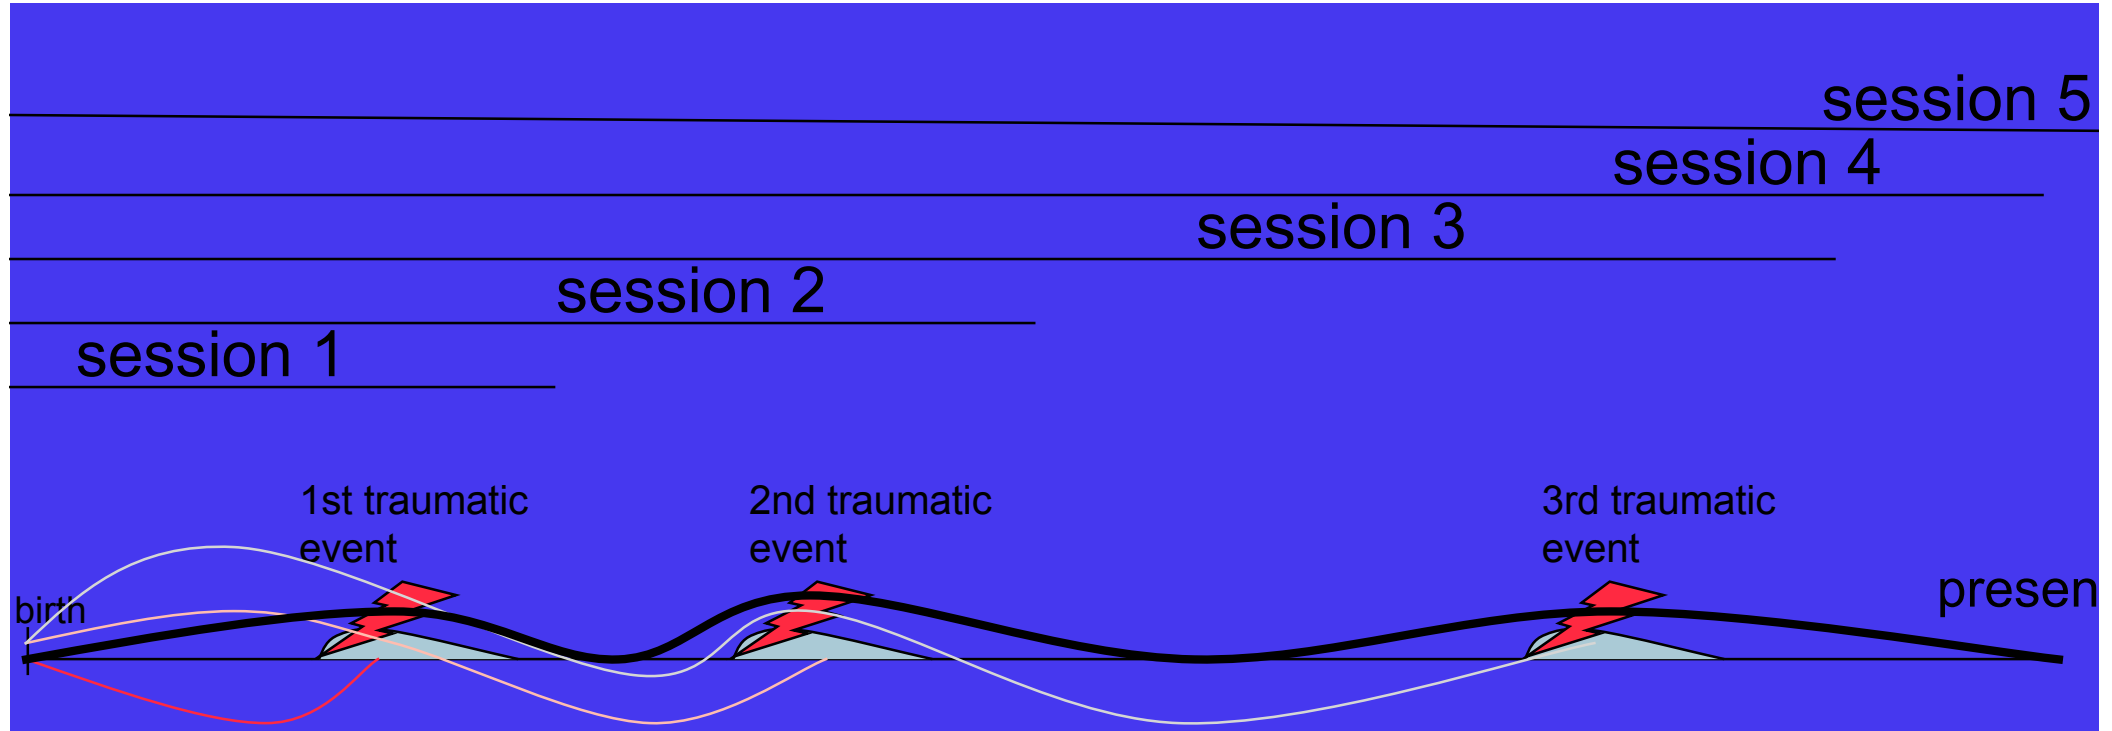 session 5
session 4
session 3
session 2
session 1
1st traumatic
event
2nd traumatic
event
3rd traumatic
event
birth
presen